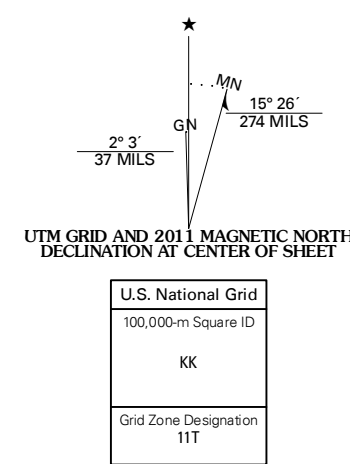 ★
MN
15° 26´
274 MILS
GN
2° 3´
37 MILS
UTM GRID AND 2011 MAGNETIC NORTH
DECLINATION AT CENTER OF SHEET
U.S. National Grid
100,000-m Square ID
KK
Grid Zone Designation
11T